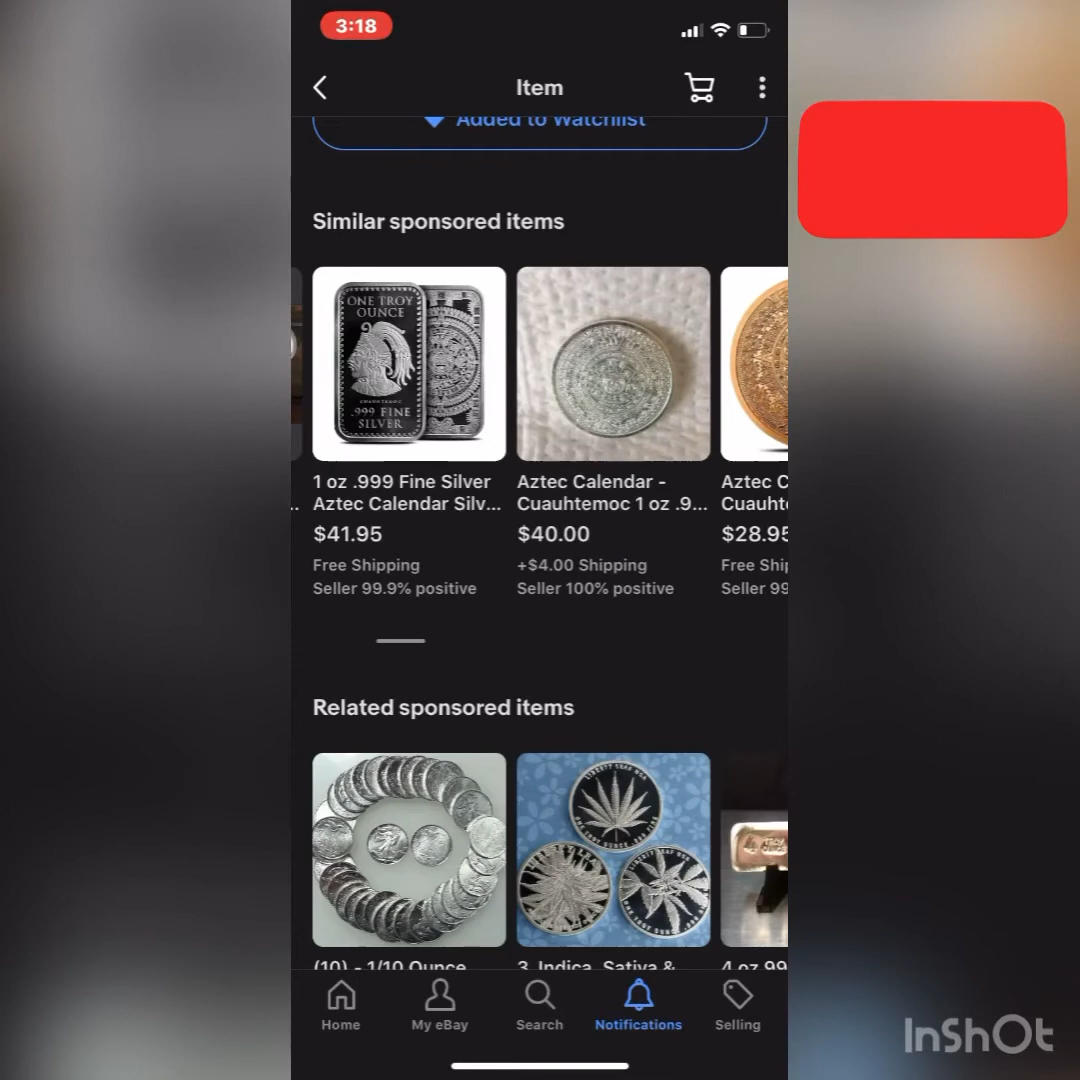 3:18
Item
Added to Watchlist
Similar sponsored items
ONE TROY
OUNCE
.999 FINE
SILVER
1 oz .999 Fine Silver
Aztec Calendar Silv...
$41.95
Free Shipping
Seller 99.9% positive
Aztec Calendar -
Cuauhtemoc 1 oz .9...
$40.00
+$4.00 Shipping
Seller 100% positive
Aztec C
Cuauht
$28.95
Free Ship
Seller 99
Related sponsored items
(10) - 1/10 Ounce
3 Indica, Sativa &
4 oz 99
Home
My eBay
Search
Notifications
Selling
InShOt